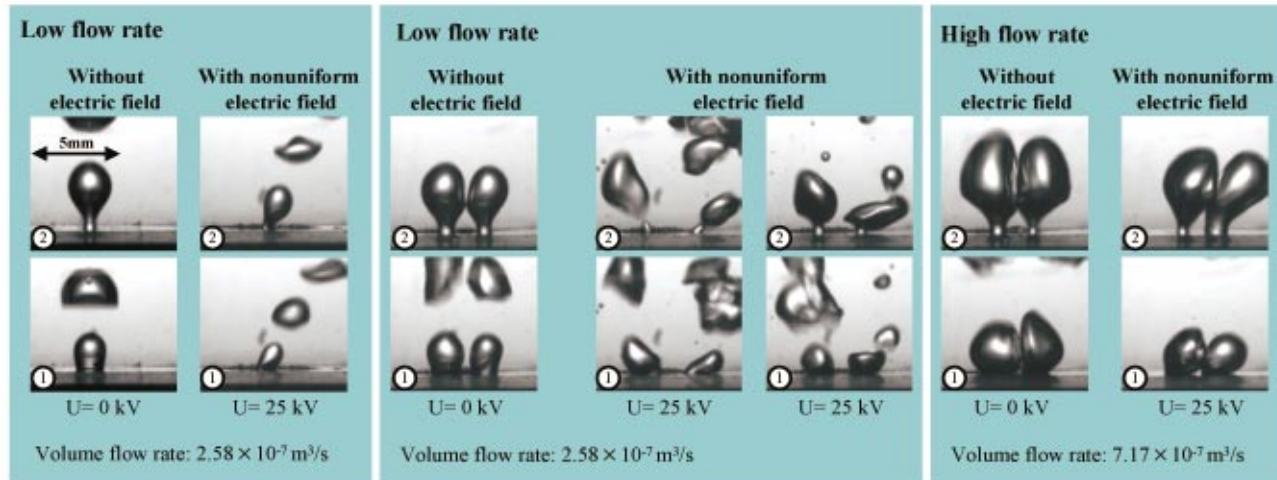 Low flow rate
Without
electric field
With nonuniform
electric field
5mm
2
2
1
1
U= 0 kV
U= 25 kV
Volume flow rate: 2.58 × 10⁻⁷ m³/s
Low flow rate
Without
electric field
With nonuniform
electric field
2
2
2
1
1
1
U= 0 kV
U= 25 kV
U= 25 kV
Volume flow rate: 2.58 × 10⁻⁷ m³/s
High flow rate
Without
electric field
With nonuniform
electric field
2
2
1
1
U= 0 kV
U= 25 kV
Volume flow rate: 7.17 × 10⁻⁷ m³/s